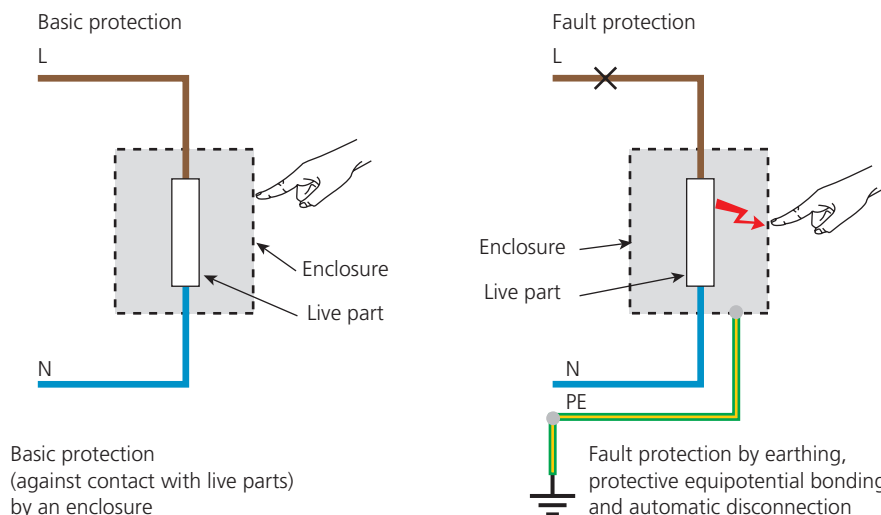 Basic protection
L
Enclosure
Live part
N
Basic protection
(against contact with live parts)
by an enclosure
Fault protection
L
Enclosure
Live part
N
PE
Fault protection by earthing,
protective equipotential bonding
and automatic disconnection